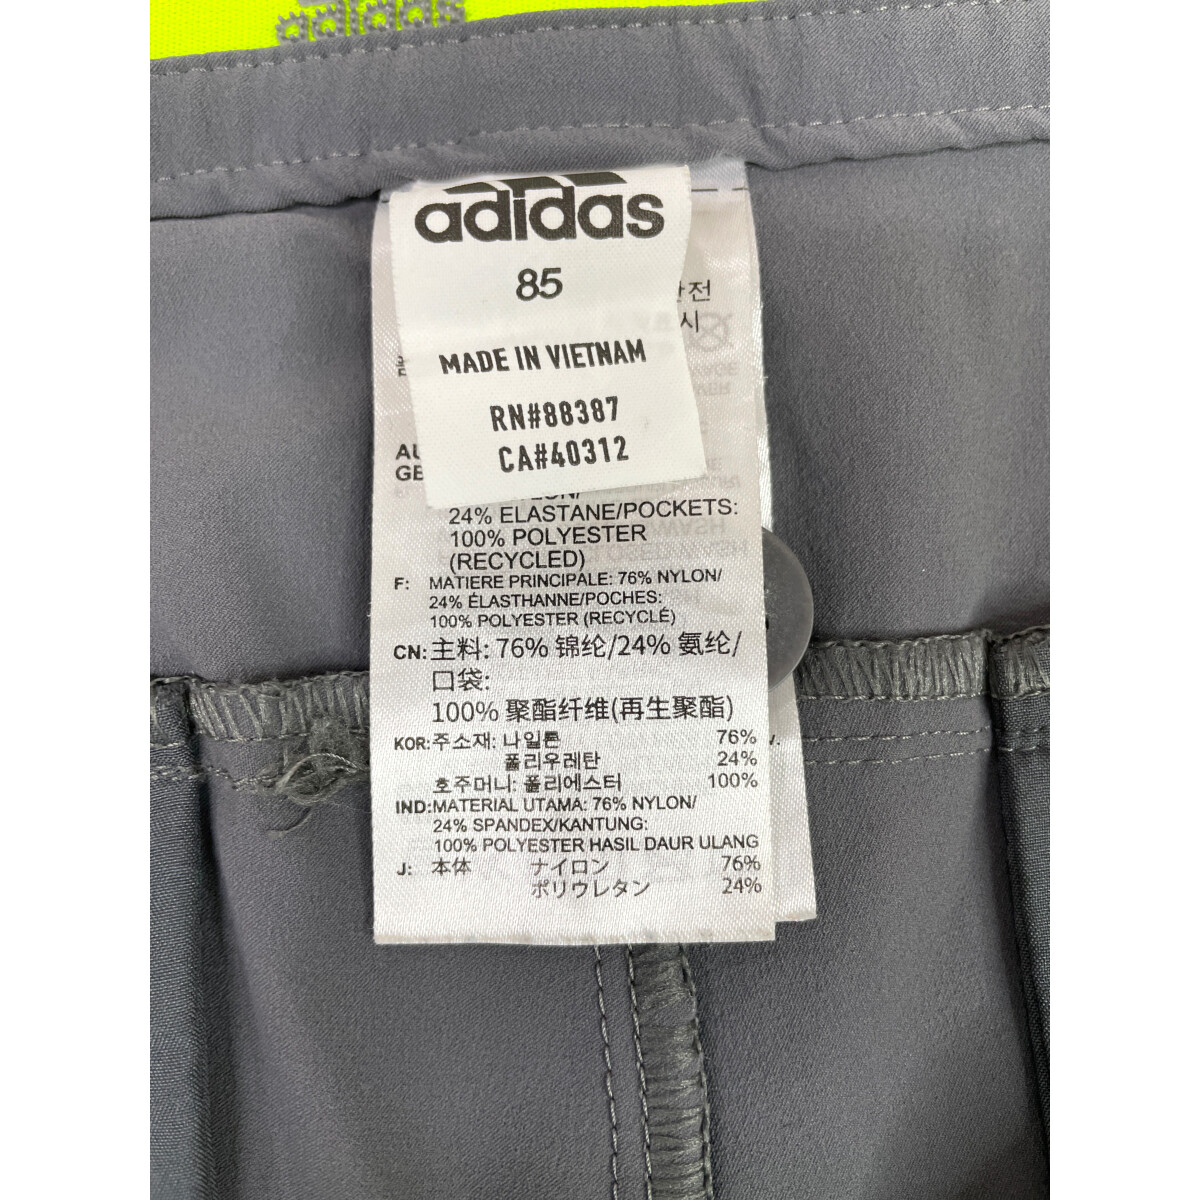 adidas
85
MADE IN VIETNAM
RN#88387
CA#40312
전
시
24% ELASTANE/POCKETS:
100% POLYESTER
(RECYCLED)
F: MATIERE PRINCIPALE: 76% NYLON/
24% ÉLASTHANNE/POCHES:
100% POLYESTER (RECYCLÉ)
CN: 主料: 76% 锦纶/24% 氨纶/
口袋:
100% 聚酯纤维(再生聚酯)
KOR: 주소재: 나일론 76%
폴리우레탄 24%
호주머니: 폴리에스터 100%
IND: MATERIAL UTAMA: 76% NYLON/
24% SPANDEX/KANTUNG:
100% POLYESTER HASIL DAUR ULANG
J: 本体 ナイロン 76%
ポリウレタン 24%